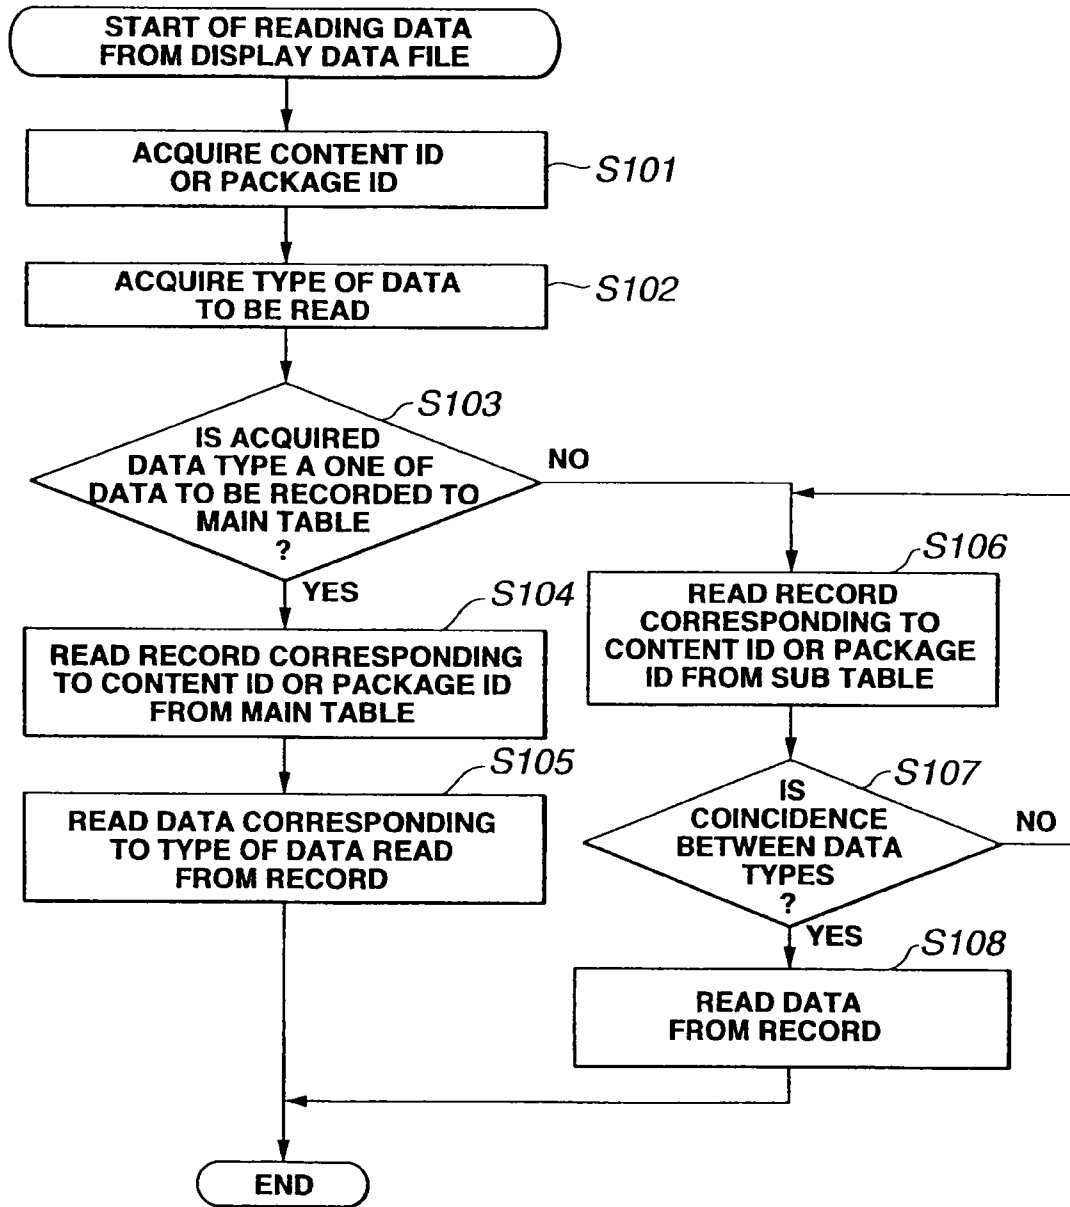 START OF READING DATA
FROM DISPLAY DATA FILE
ACQUIRE CONTENT ID
OR PACKAGE ID
S101
ACQUIRE TYPE OF DATA
TO BE READ
S102
S103
IS ACQUIRED
DATA TYPE A ONE OF
DATA TO BE RECORDED TO
MAIN TABLE
?
NO
YES
S104
READ RECORD CORRESPONDING
TO CONTENT ID OR PACKAGE ID
FROM MAIN TABLE
S105
READ DATA CORRESPONDING
TO TYPE OF DATA READ
FROM RECORD
S106
READ RECORD
CORRESPONDING TO
CONTENT ID OR PACKAGE
ID FROM SUB TABLE
S107
IS
COINCIDENCE
BETWEEN DATA
TYPES
?
NO
YES
S108
READ DATA
FROM RECORD
END